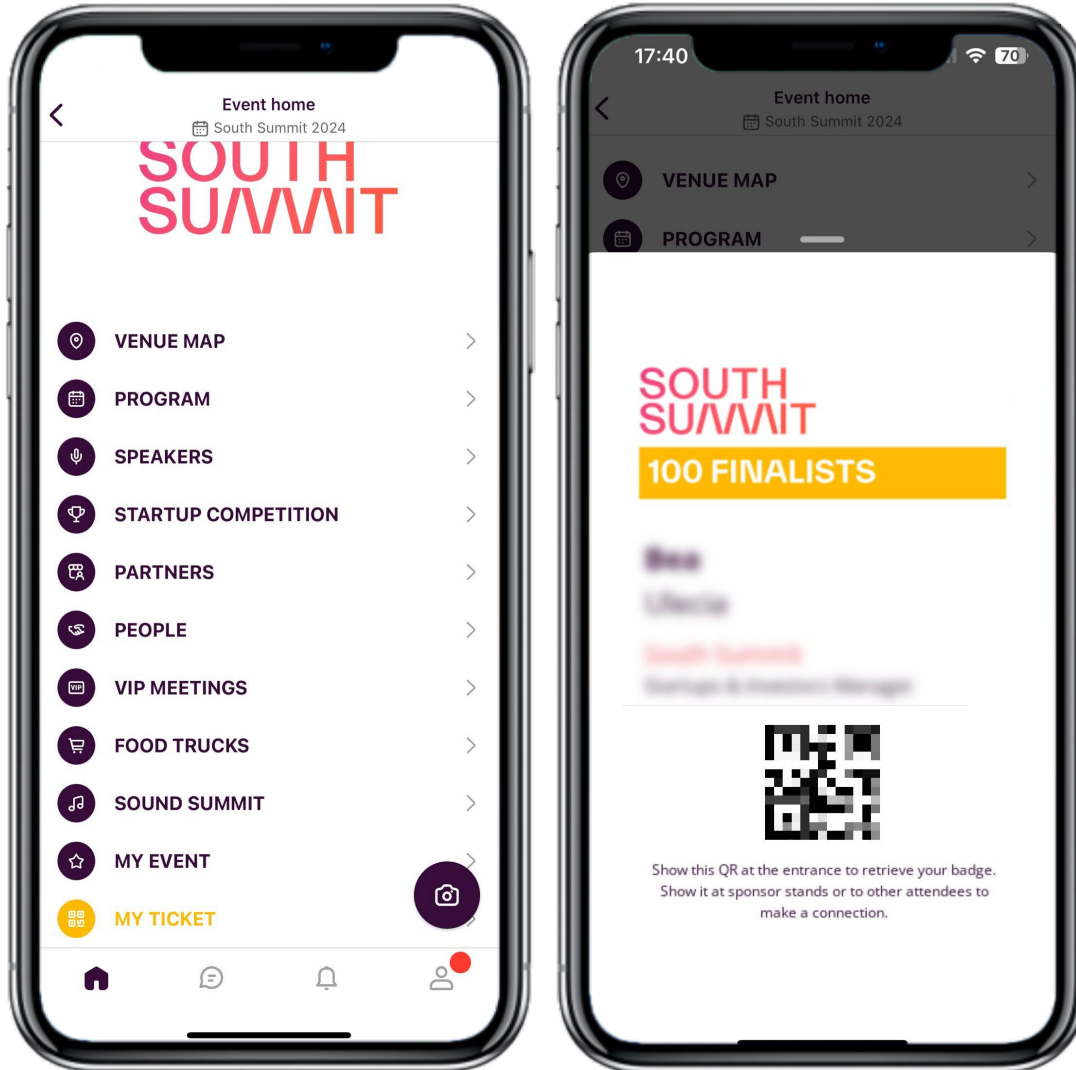 Event home
South Summit 2024
SOUTH
SUMMIT
VENUE MAP
PROGRAM
SPEAKERS
STARTUP COMPETITION
PARTNERS
PEOPLE
VIP
VIP MEETINGS
FOOD TRUCKS
SOUND SUMMIT
MY EVENT
MY TICKET
17:40
70
Event home
South Summit 2024
VENUE MAP
PROGRAM
SOUTH
SUMMIT
100 FINALISTS
Show this QR at the entrance to retrieve your badge.
Show it at sponsor stands or to other attendees to
make a connection.